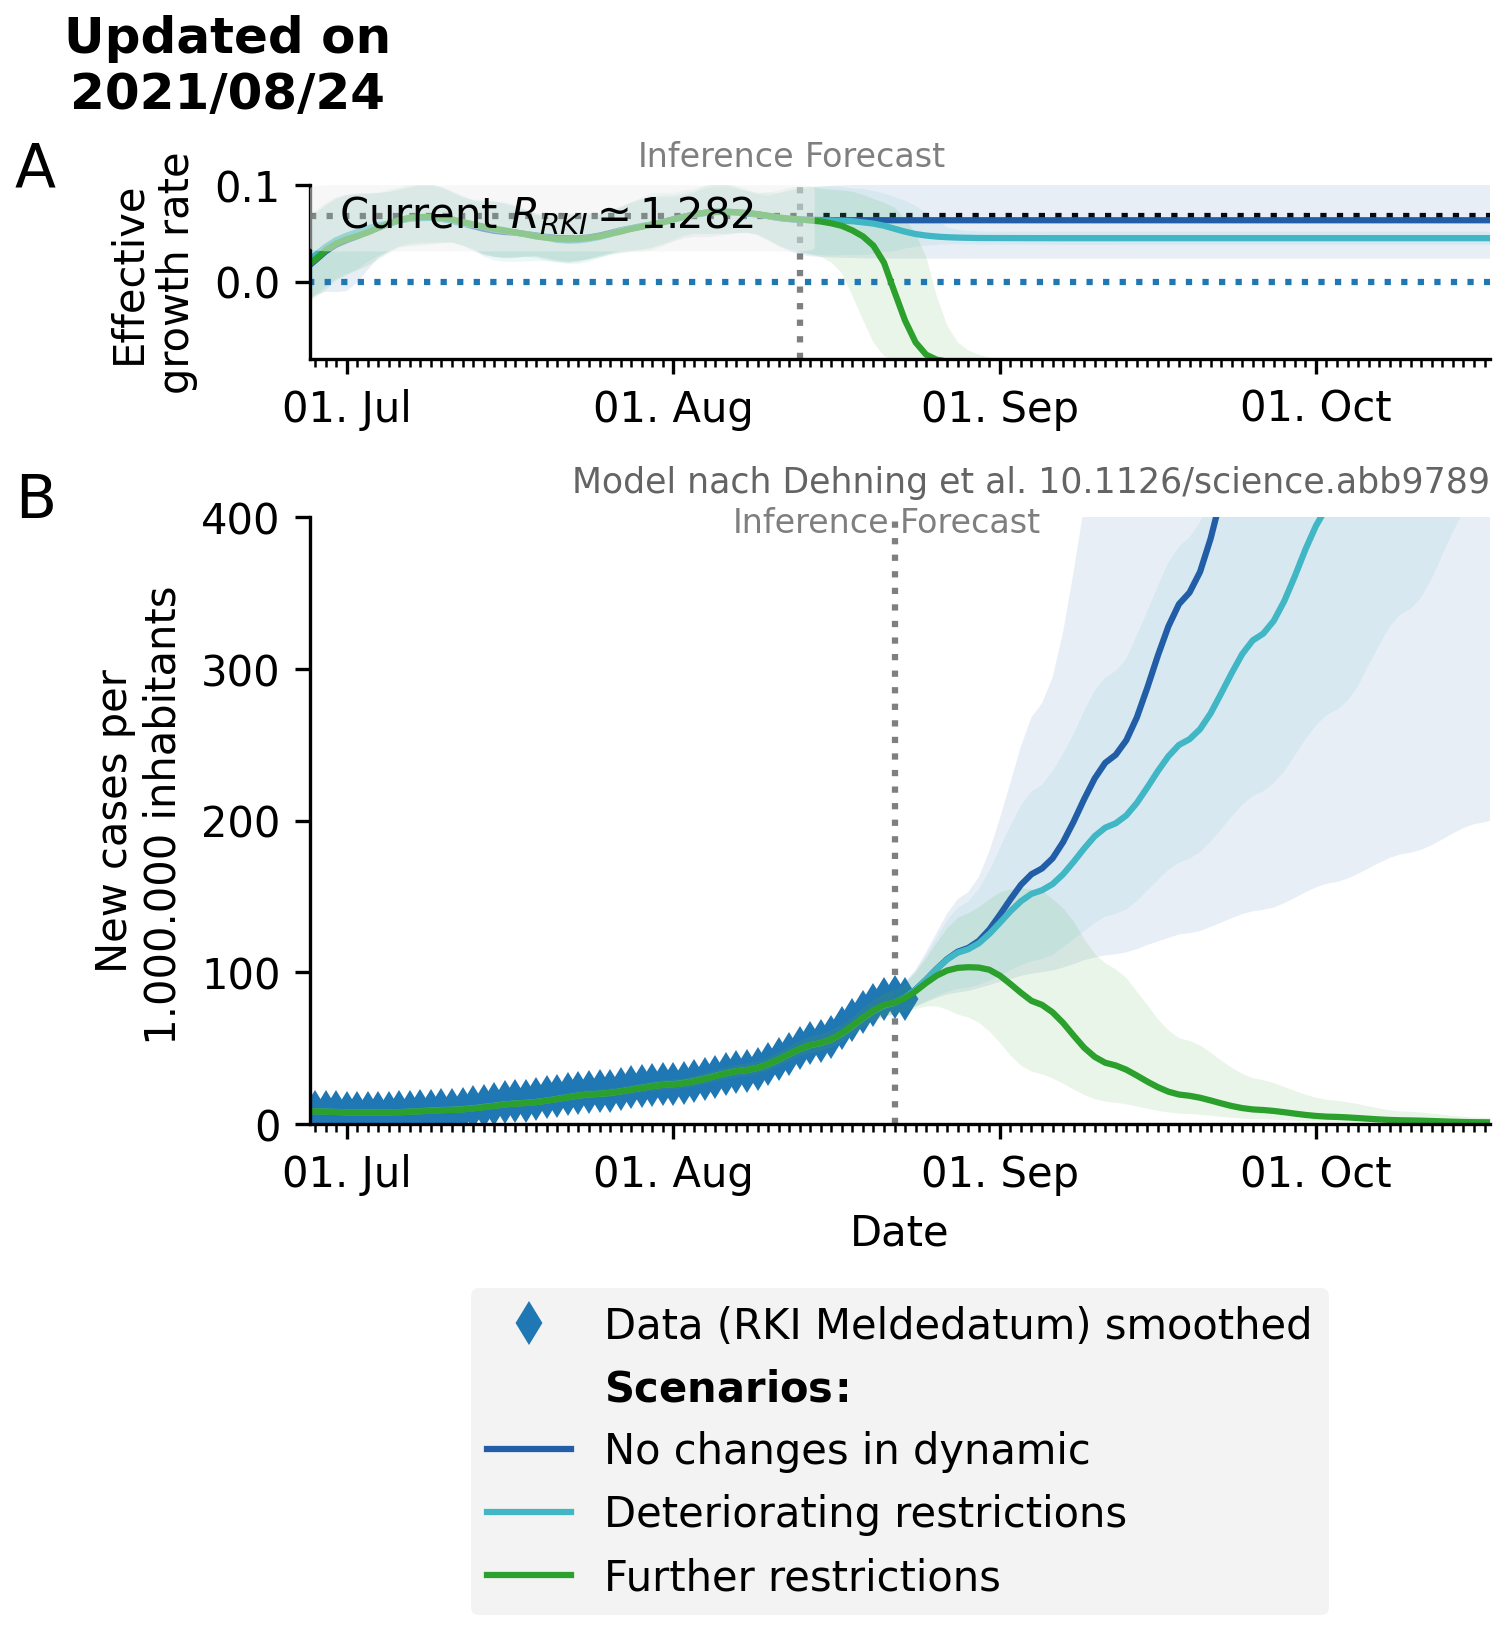 Updated on
2021/08/24
A
Inference Forecast
Effective
growth rate
0.1
0.0
Current R_RKI ≃ 1.282
01. Jul 01. Aug 01. Sep 01. Oct
B
Model nach Dehning et al. 10.1126/science.abb9789
Inference Forecast
New cases per
1.000.000 inhabitants
400
300
200
100
0
01. Jul 01. Aug 01. Sep 01. Oct
Date
Data (RKI Meldedatum) smoothed
Scenarios:
No changes in dynamic
Deteriorating restrictions
Further restrictions